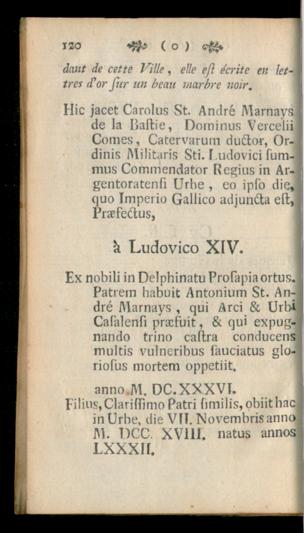 120 ( 0 )
dant de cette Ville, elle eſt écrite en let-
tres d'or ſur un beau marbre noir.
Hic jacet Carolus St. André Marnays
de la Baſtie, Dominus Vercelii
Comes, Catervarum ductor, Or-
dinis Militaris Sti. Ludovici ſum-
mus Commendator Regius in Ar-
gentoratenſi Urbe, eo ipſo die,
quo Imperio Gallico adjuncta eſt,
Præfectus,
à Ludovico XIV.
Ex nobili in Delphinatu Proſapia ortus.
Patrem habuit Antonium St. An-
dré Marnays, qui Arci & Urbi
Caſalenſi præfuit, & qui expug-
nando trino caſtra conducens
multis vulneribus ſauciatus glo-
rioſus mortem oppetiit.
anno M. DC. XXXVI.
Filius, Clariſſimo Patri ſimilis, obiit hac
in Urbe, die VII. Novembris anno
M. DCC. XVIII. natus annos
LXXXII.